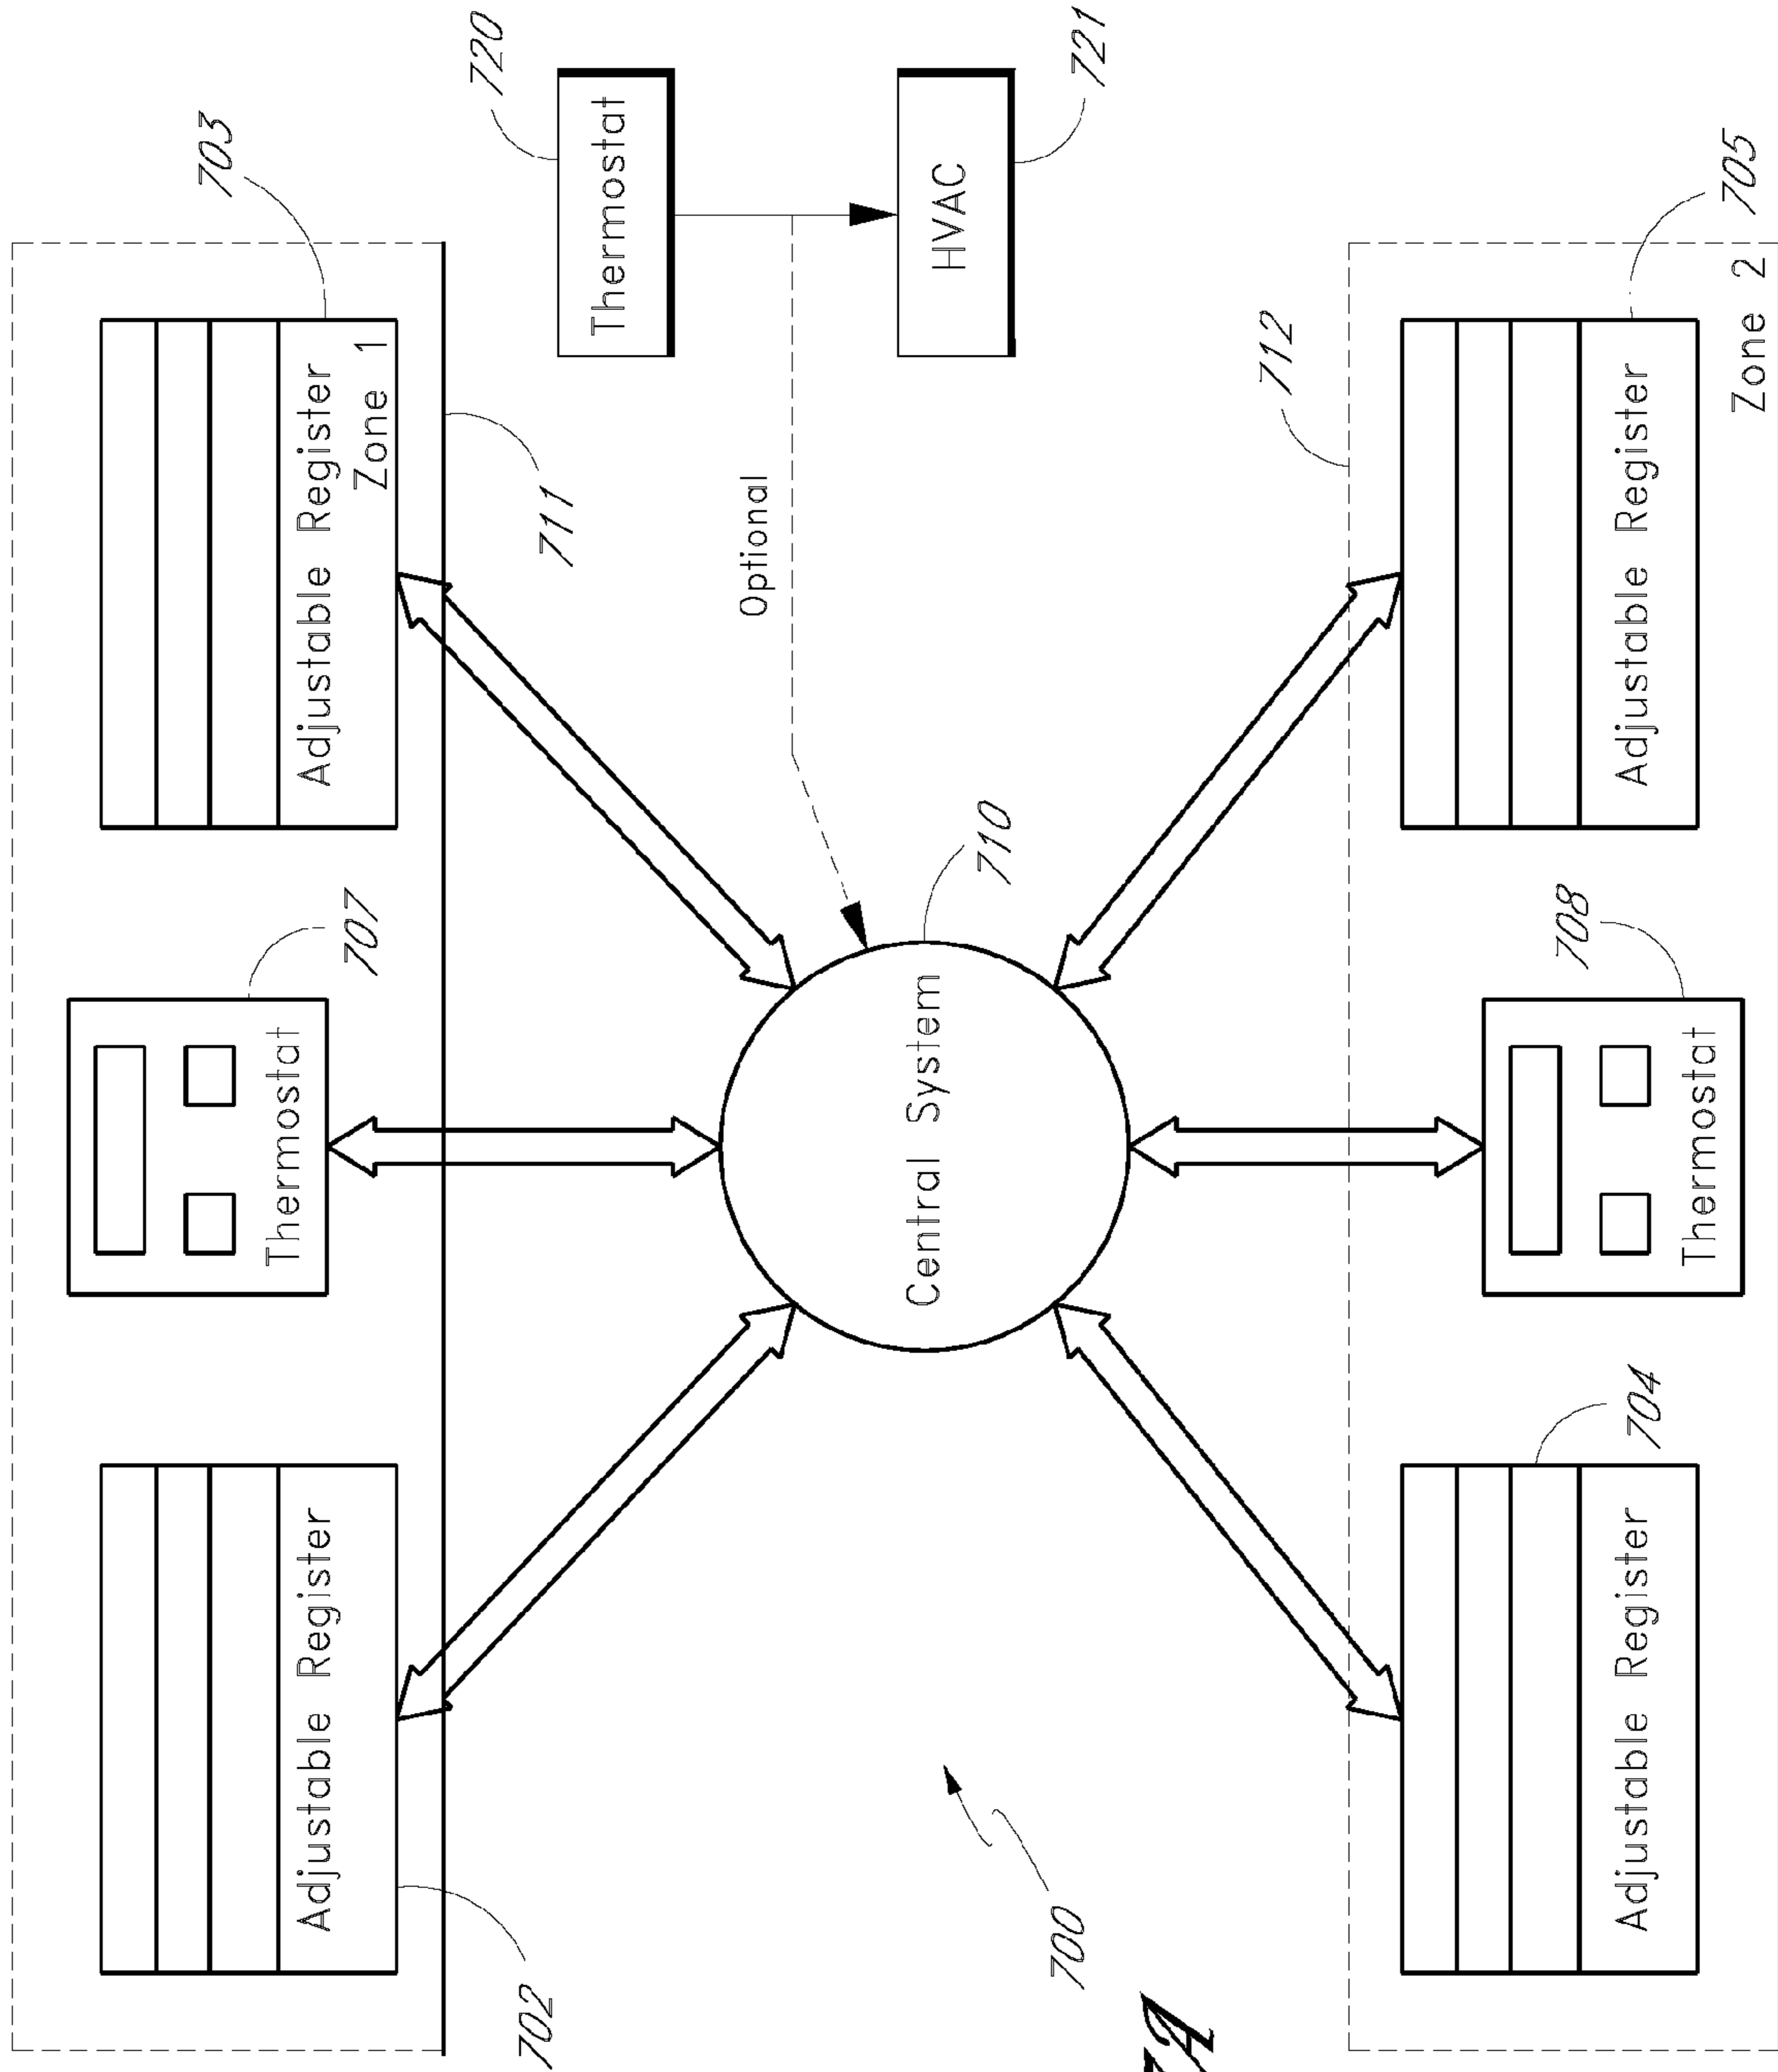 703
Thermostat
Adjustable Register
Adjustable Register
707
Zone 1
720
702
711
Thermostat
Optional
Central System
HVAC
710
700
721
712
708
Adjustable Register
704
Adjustable Register
Thermostat
705
Zone 2